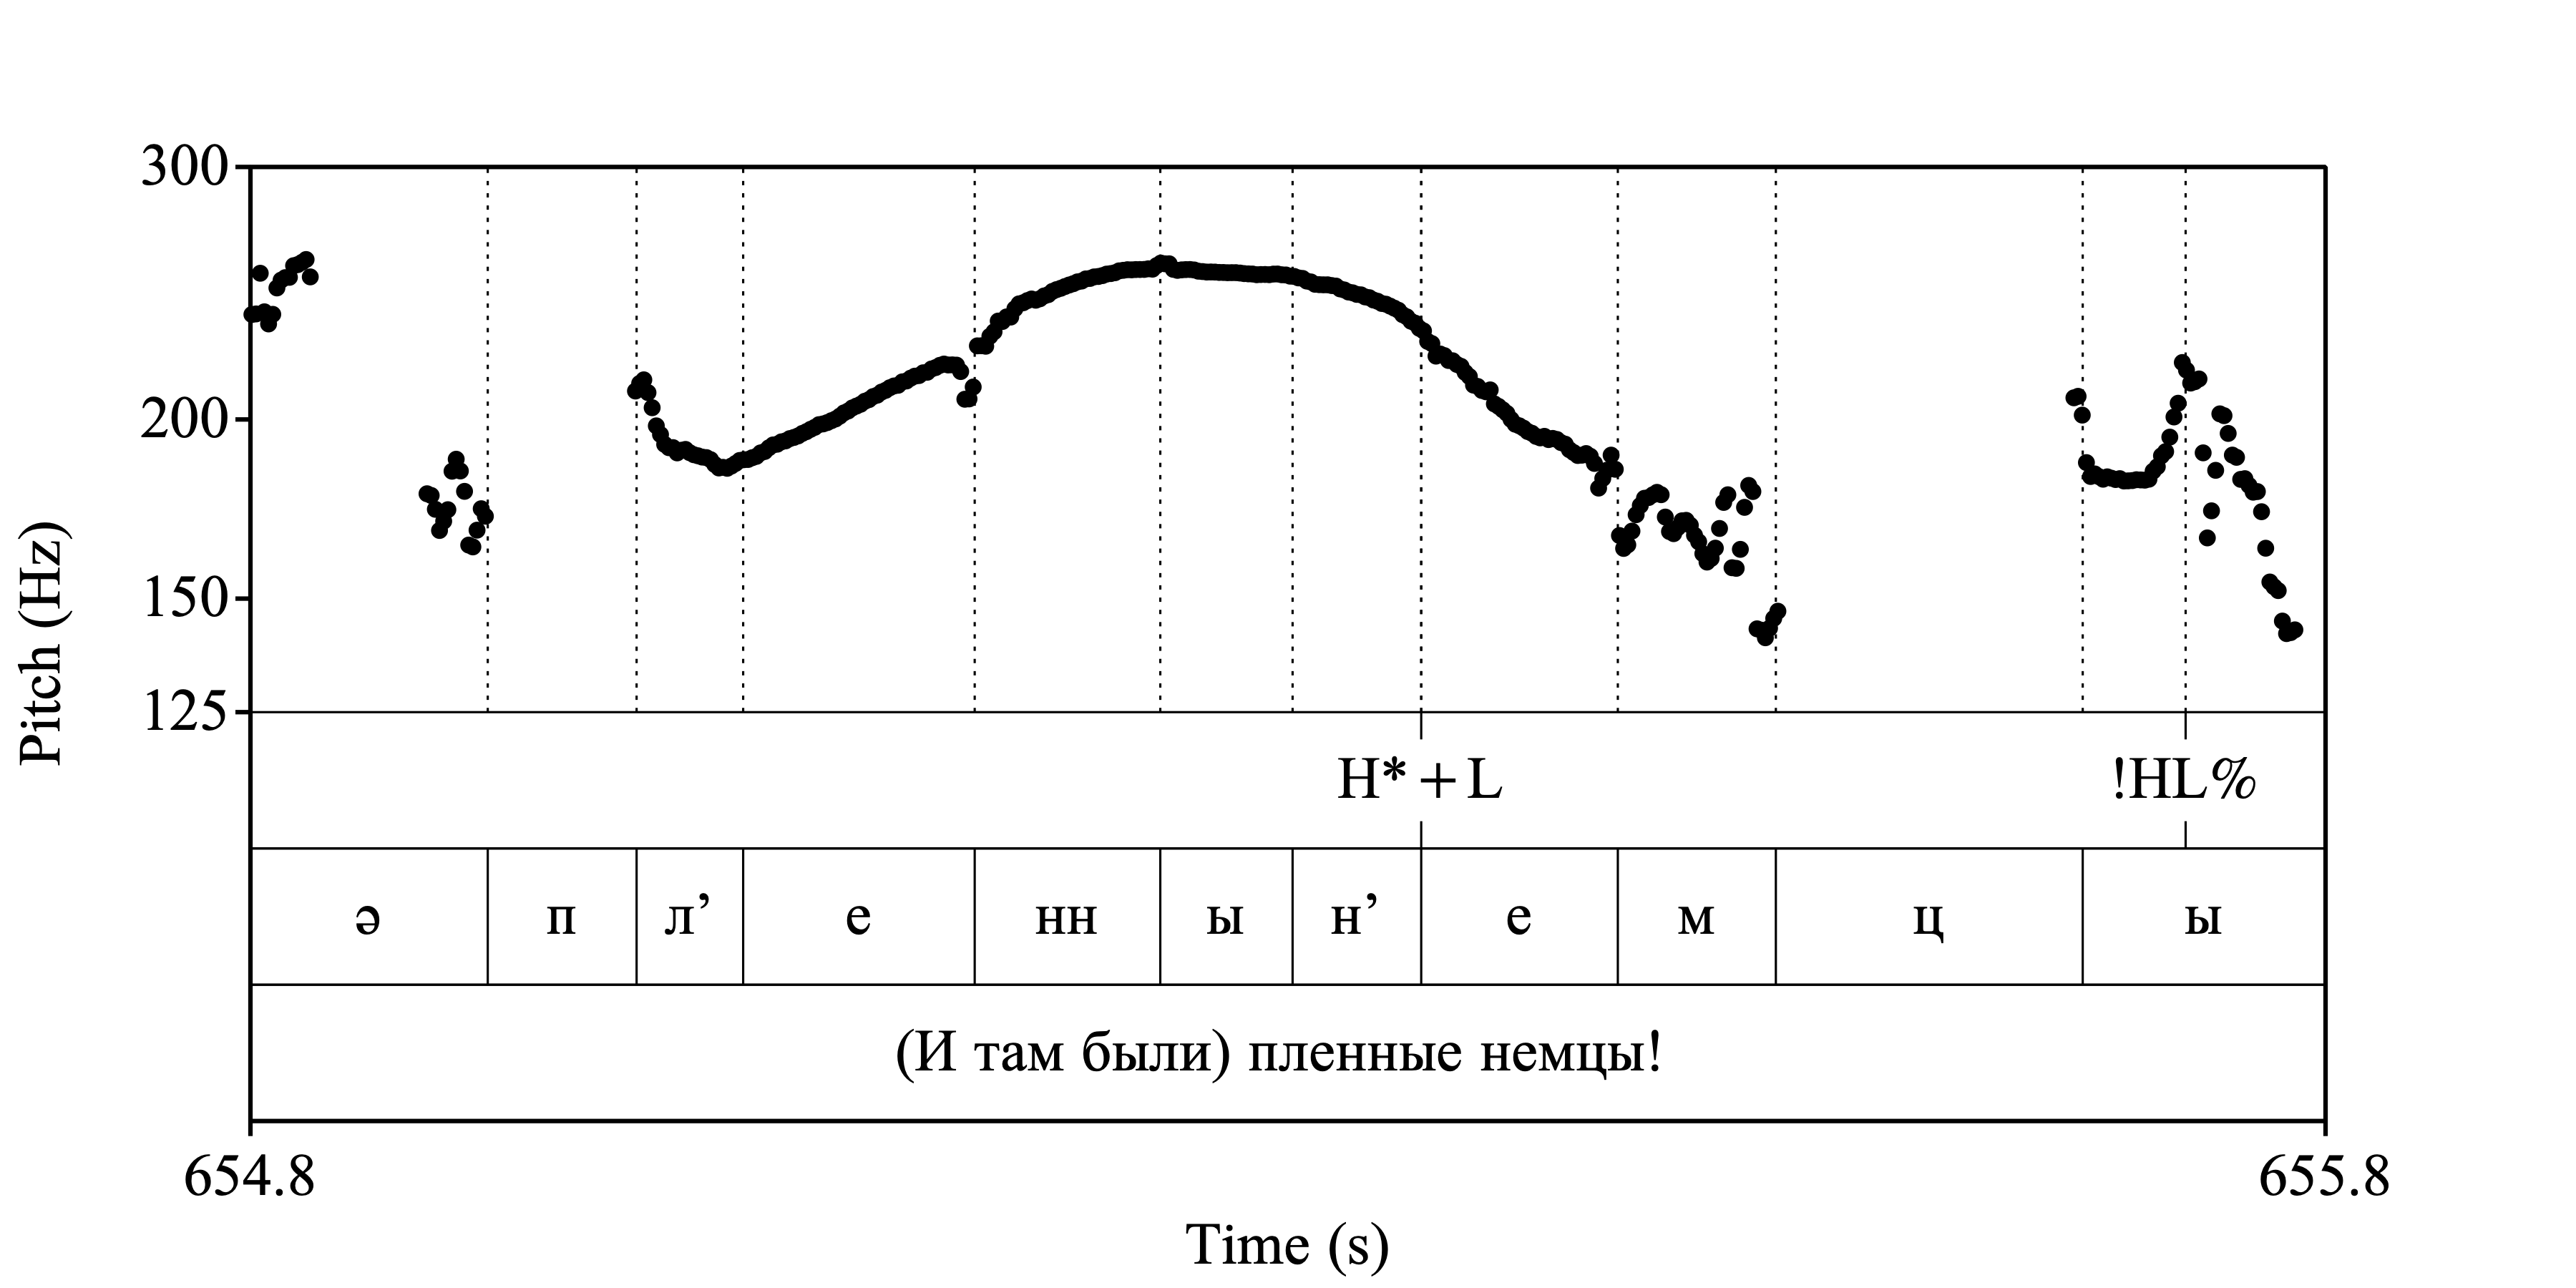 300
200
150
125
Pitch (Hz)
H*+L !HL%
ə п л’ е нн ы н’ е м ц ы
(И там были) пленные немцы!
654.8 655.8
Time (s)